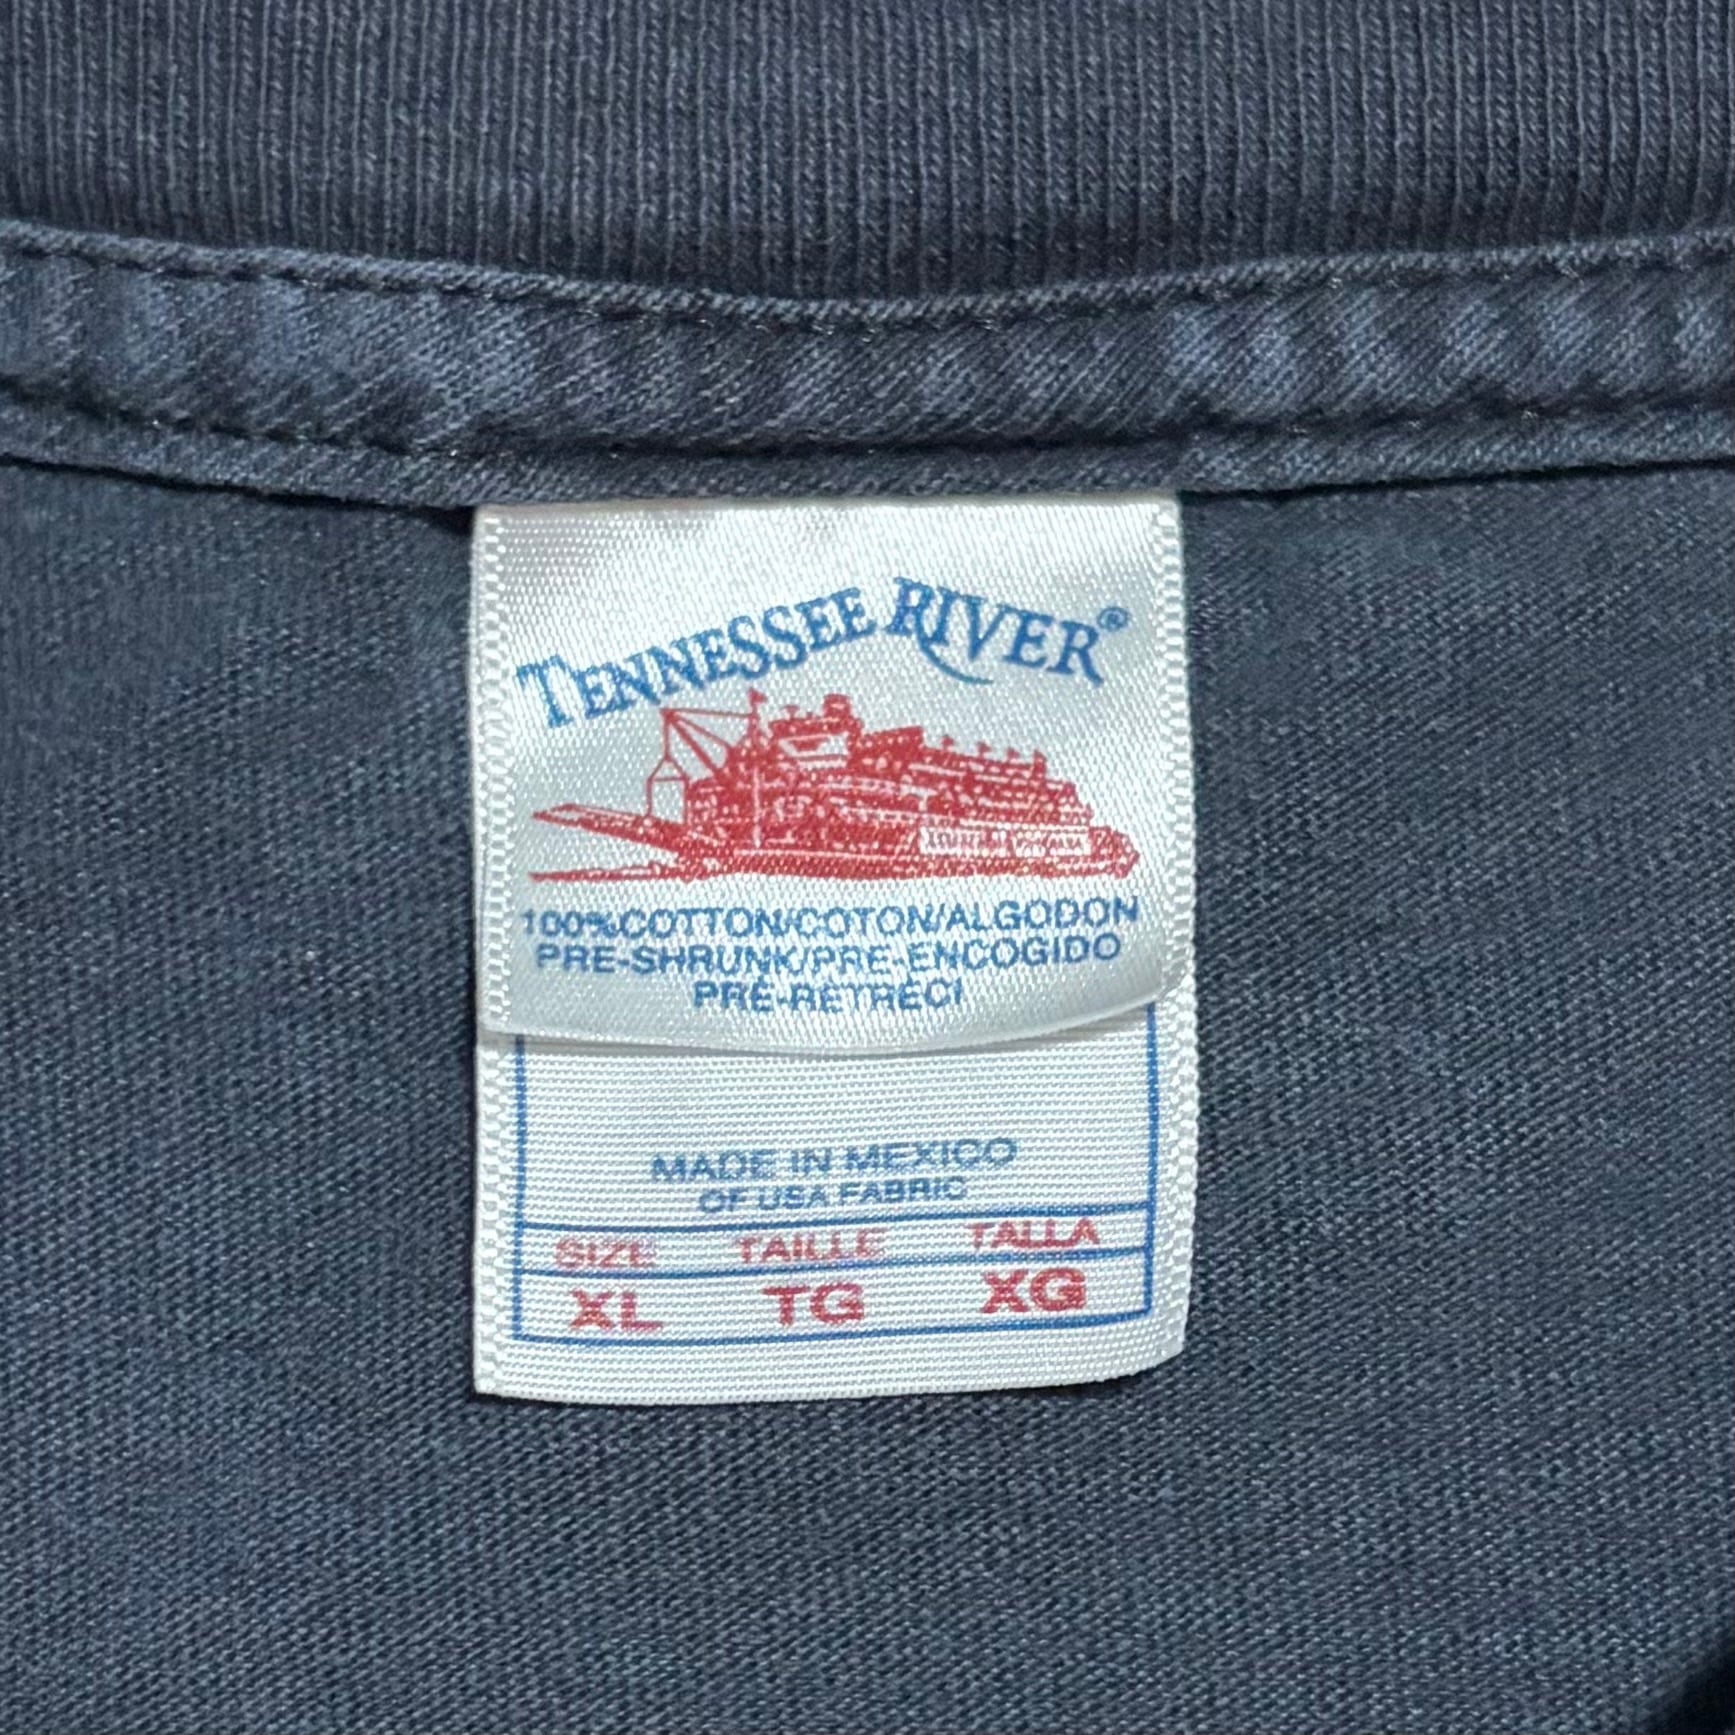 TENNESSEE RIVER®
100%COTTON/COTON/ALGODON
PRE-SHRUNK/PRE-ENCOGIDO
PRÉ-RETRÉCI
MADE IN MEXICO
OF USA FABRIC
SIZE TAILLE TALLA
XL TG XG